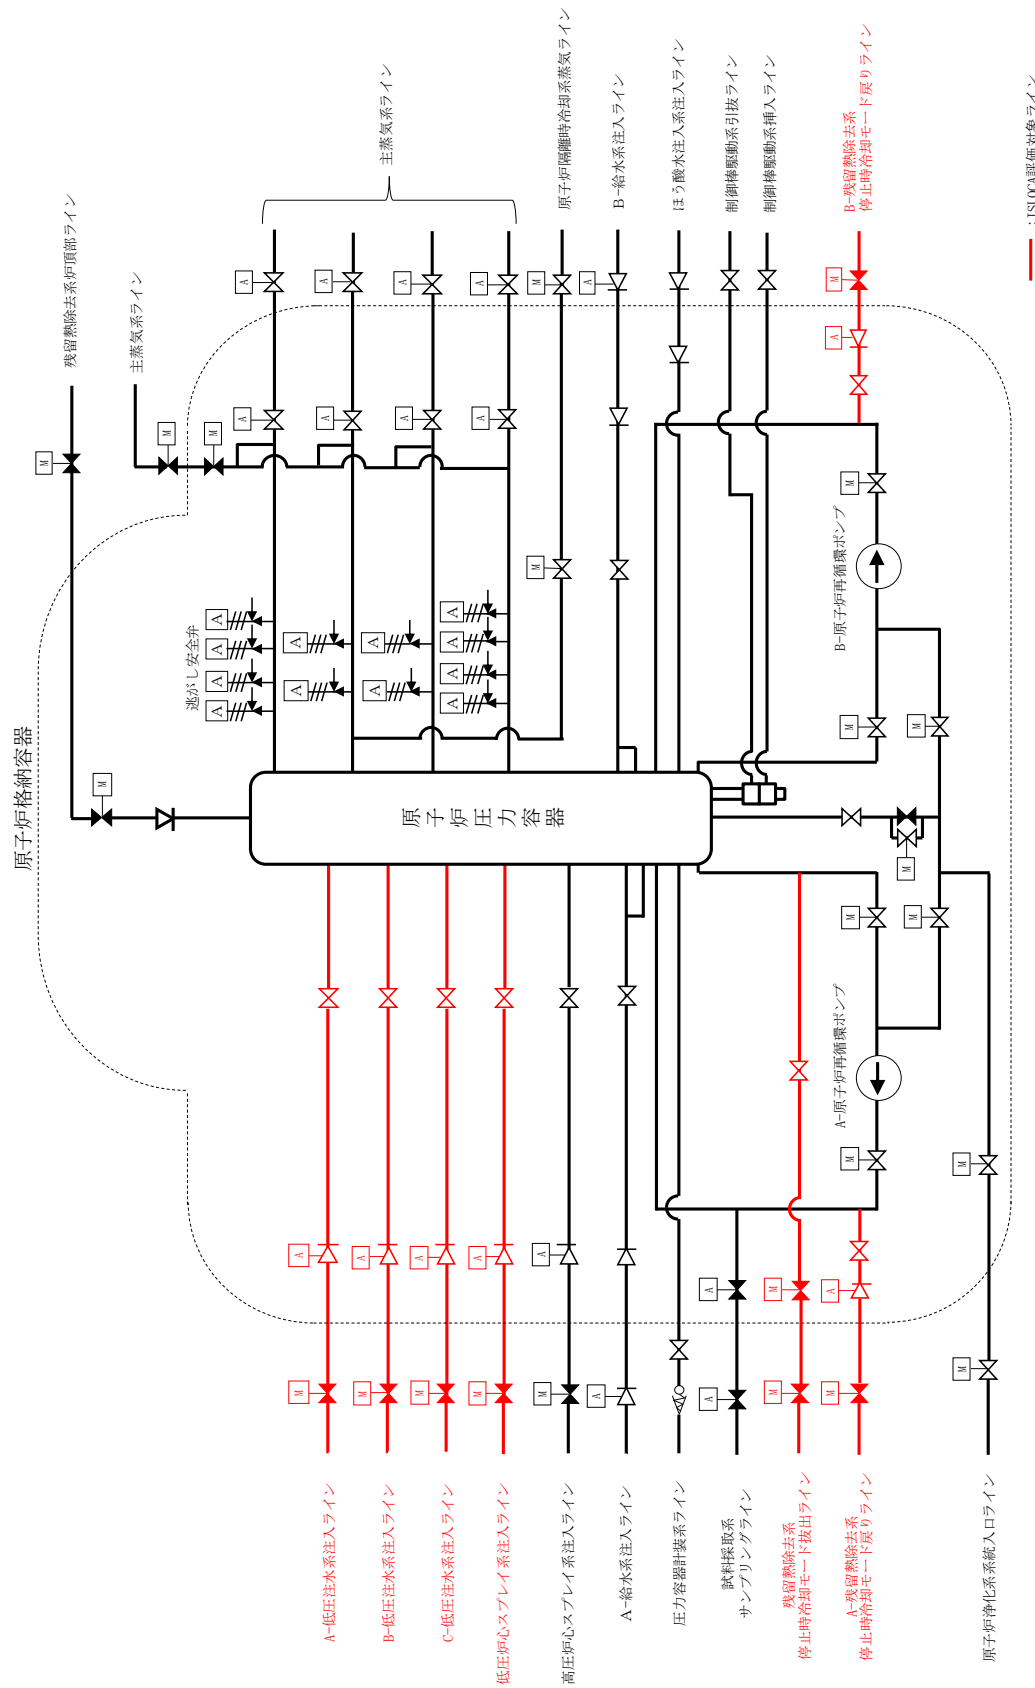 原子炉格納容器
残留熱除去系炉頂部ライン
主蒸気系ライン
主蒸気系ライン
原子炉隔離時冷却系蒸気ライン
B-給水系注入ライン
ほう酸水注入系注入ライン
制御棒駆動系引抜ライン
制御棒駆動系挿入ライン
B-残留熱除去系
停止時冷却モード戻りライン
:ISLOCA評価対象ライン
M
M
M
M
A
A
A
A
M
A
M
A
A
A
A
M
A
逃がし安全弁
A
A
A
A
A
A
A
A
A
A
A
A
M
B-原子炉再循環ポンプ
M
M
原子炉圧力容器
M
M
M
A-原子炉再循環ポンプ
M
M
A
A
A
A
A
A
M
A
M
M
M
M
M
A
A
M
M
M
A-低圧注水系注入ライン
B-低圧注水系注入ライン
C-低圧注水系注入ライン
低圧炉心スプレイ系注入ライン
高圧炉心スプレイ系注入ライン
A-給水系注入ライン
圧力容器計装系ライン
試料採取系
サンプリングライン
残留熱除去系
停止時冷却モード抜出ライン
A-残留熱除去系
停止時冷却モード戻りライン
原子炉浄化系系統入口ライン